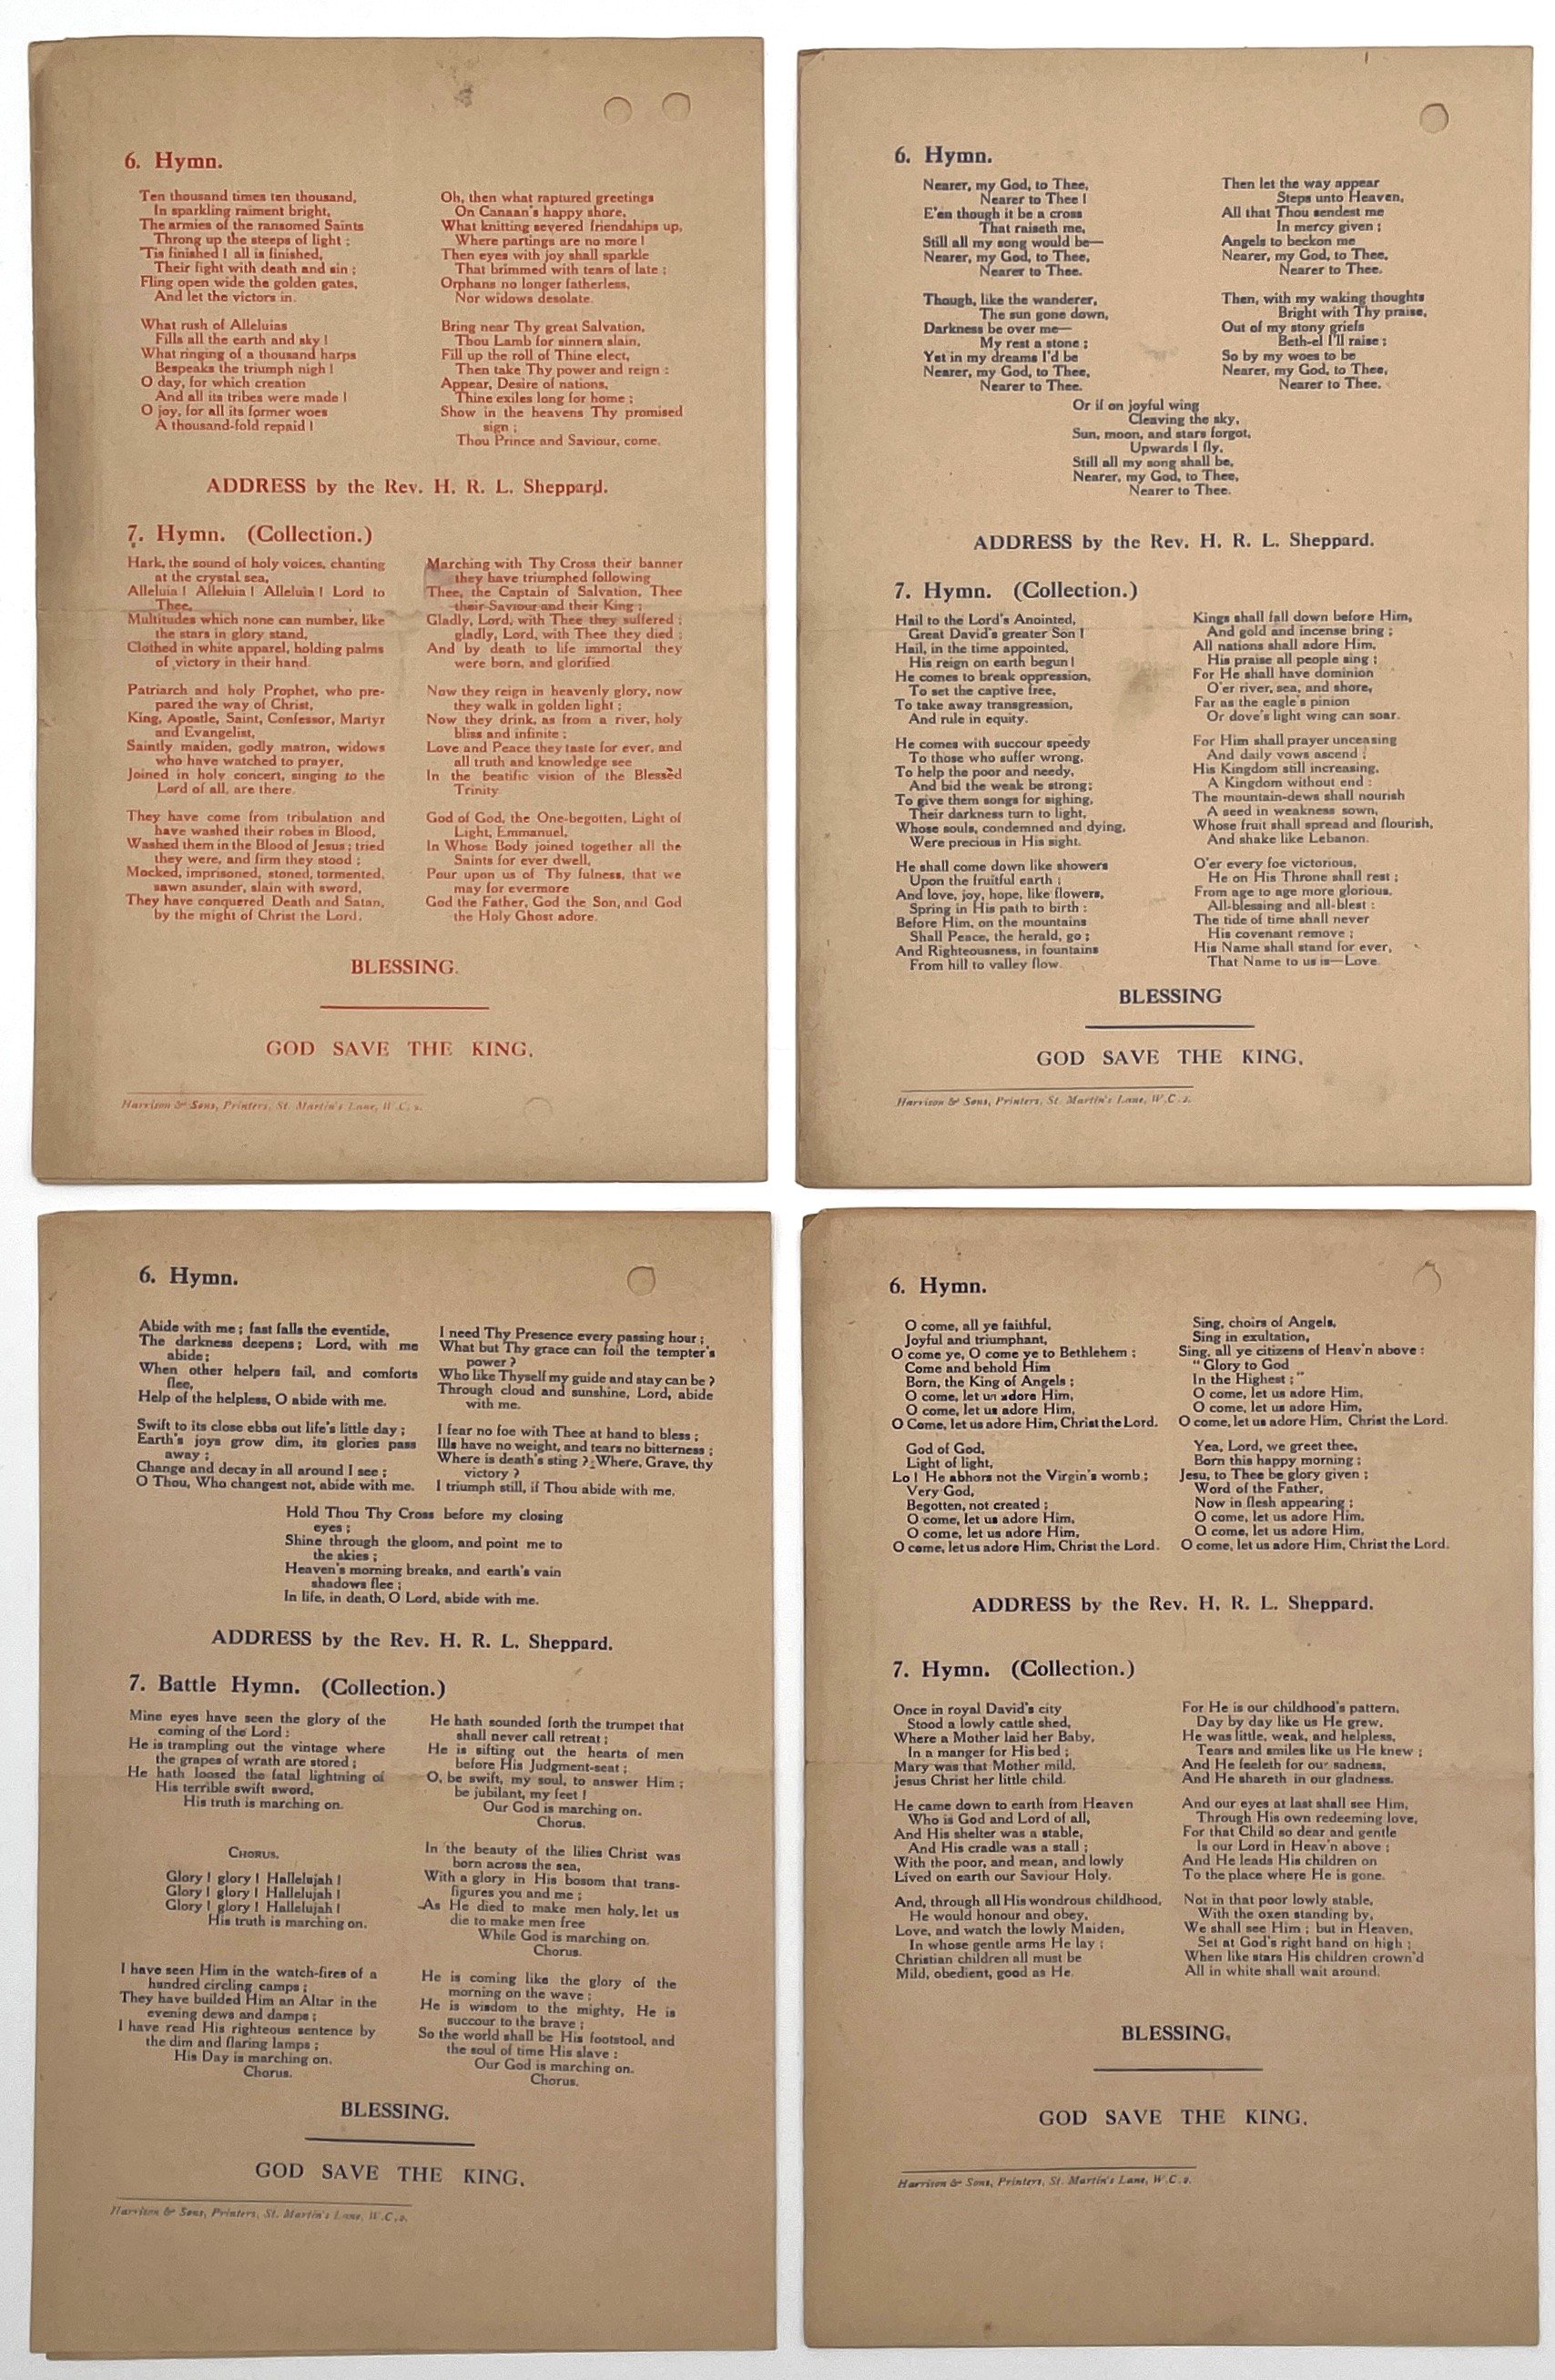 6. Hymn.
Ten thousand times ten thousand,
In sparkling raiment bright,
The armies of the ransomed Saints
Throng up the steeps of light ;
'Tis finished ! all is finished,
Their fight with death and sin ;
Fling open wide the golden gates,
And let the victors in.
What rush of Alleluias
Fills all the earth and sky !
What ringing of a thousand harps
Bespeaks the triumph nigh !
O day, for which creation
And all its tribes were made !
O joy, for all its former woes
A thousand-fold repaid !
Oh, then what raptured greetings
On Canaan's happy shore,
What knitting severed friendships up,
Where partings are no more !
Then eyes with joy shall sparkle
That brimmed with tears of late ;
Orphans no longer fatherless,
Nor widows desolate.
Bring near Thy great Salvation,
Thou Lamb for sinners slain,
Fill up the roll of Thine elect,
Then take Thy power and reign :
Appear, Desire of nations,
Thine exiles long for home ;
Show in the heavens Thy promised
sign ;
Thou Prince and Saviour, come.
ADDRESS by the Rev. H. R. L. Sheppard.
7. Hymn. (Collection.)
Hark, the sound of holy voices, chanting
at the crystal sea,
Alleluia ! Alleluia ! Alleluia ! Lord to
Thee.
Multitudes which none can number, like
the stars in glory stand,
Clothed in white apparel, holding palms
of victory in their hand.
Patriarch and holy Prophet, who pre-
pared the way of Christ,
King, Apostle, Saint, Confessor, Martyr
and Evangelist,
Saintly maiden, godly matron, widows
who have watched to prayer,
Joined in holy concert, singing to the
Lord of all, are there.
They have come from tribulation and
have washed their robes in Blood,
Washed them in the Blood of Jesus ; tried
they were, and firm they stood ;
Mocked, imprisoned, stoned, tormented,
sawn asunder, slain with sword,
They have conquered Death and Satan,
by the might of Christ the Lord.
Marching with Thy Cross their banner
they have triumphed following
Thee, the Captain of Salvation, Thee
their Saviour and their King ;
Gladly, Lord, with Thee they suffered ;
gladly, Lord, with Thee they died ;
And by death to life immortal they
were born, and glorified.
Now they reign in heavenly glory, now
they walk in golden light ;
Now they drink, as from a river, holy
bliss and infinite ;
Love and Peace they taste for ever, and
all truth and knowledge see
In the beatific vision of the Blessed
Trinity.
God of God, the One-begotten, Light of
Light, Emmanuel,
In Whose Body joined together all the
Saints for ever dwell,
Pour upon us of Thy fulness, that we
may for evermore
God the Father, God the Son, and God
the Holy Ghost adore.
BLESSING.
GOD SAVE THE KING.
Harrison & Sons, Printers, St. Martin's Lane, W.C. 2.
6. Hymn.
Nearer, my God, to Thee,
Nearer to Thee !
E'en though it be a cross
That raiseth me,
Still all my song would be—
Nearer, my God, to Thee,
Nearer to Thee.
Though, like the wanderer,
The sun gone down,
Darkness be over me—
My rest a stone ;
Yet in my dreams I'd be
Nearer, my God, to Thee,
Nearer to Thee.
Then let the way appear
Steps unto Heaven,
All that Thou sendest me
In mercy given ;
Angels to beckon me
Nearer, my God, to Thee,
Nearer to Thee.
Then, with my waking thoughts
Bright with Thy praise,
Out of my stony griefs
Beth-el I'll raise ;
So by my woes to be
Nearer, my God, to Thee,
Nearer to Thee.
Or if on joyful wing
Cleaving the sky,
Sun, moon, and stars forgot,
Upwards I fly,
Still all my song shall be,
Nearer, my God, to Thee,
Nearer to Thee.
ADDRESS by the Rev. H. R. L. Sheppard.
7. Hymn. (Collection.)
Hail to the Lord's Anointed,
Great David's greater Son !
Hail, in the time appointed,
His reign on earth begun !
He comes to break oppression,
To set the captive free,
To take away transgression,
And rule in equity.
He comes with succour speedy
To those who suffer wrong,
To help the poor and needy,
And bid the weak be strong;
To give them songs for sighing,
Their darkness turn to light,
Whose souls, condemned and dying,
Were precious in His sight.
He shall come down like showers
Upon the fruitful earth ;
And love, joy, hope, like flowers,
Spring in His path to birth :
Before Him, on the mountains
Shall Peace, the herald, go ;
And Righteousness, in fountains
From hill to valley flow.
Kings shall fall down before Him,
And gold and incense bring ;
All nations shall adore Him,
His praise all people sing ;
For He shall have dominion
O'er river, sea, and shore,
Far as the eagle's pinion
Or dove's light wing can soar.
For Him shall prayer unceasing
And daily vows ascend ;
His Kingdom still increasing,
A Kingdom without end :
The mountain-dews shall nourish
A seed in weakness sown,
Whose fruit shall spread and flourish,
And shake like Lebanon.
O'er every foe victorious,
He on His Throne shall rest ;
From age to age more glorious,
All-blessing and all-blest :
The tide of time shall never
His covenant remove ;
His Name shall stand for ever,
That Name to us is—Love.
BLESSING
GOD SAVE THE KING.
Harrison & Sons, Printers, St. Martin's Lane, W.C. 2.
6. Hymn.
Abide with me ; fast falls the eventide,
The darkness deepens ; Lord, with me
abide ;
When other helpers fail, and comforts
flee,
Help of the helpless, O abide with me.
Swift to its close ebbs out life's little day ;
Earth's joys grow dim, its glories pass
away ;
Change and decay in all around I see ;
O Thou, Who changest not, abide with me.
I need Thy Presence every passing hour ;
What but Thy grace can foil the tempter's
power ?
Who like Thyself my guide and stay can be ?
Through cloud and sunshine, Lord, abide
with me.
I fear no foe with Thee at hand to bless ;
Ills have no weight, and tears no bitterness ;
Where is death's sting ? Where, Grave, thy
victory ?
I triumph still, if Thou abide with me.
Hold Thou Thy Cross before my closing
eyes ;
Shine through the gloom, and point me to
the skies ;
Heaven's morning breaks, and earth's vain
shadows flee ;
In life, in death, O Lord, abide with me.
ADDRESS by the Rev. H. R. L. Sheppard.
7. Battle Hymn. (Collection.)
Mine eyes have seen the glory of the
coming of the Lord :
He is trampling out the vintage where
the grapes of wrath are stored ;
He hath loosed the fatal lightning of
His terrible swift sword,
His truth is marching on.
CHORUS.
Glory ! glory ! Hallelujah !
Glory ! glory ! Hallelujah !
Glory ! glory ! Hallelujah !
His truth is marching on.
I have seen Him in the watch-fires of a
hundred circling camps ;
They have builded Him an Altar in the
evening dews and damps ;
I have read His righteous sentence by
the dim and flaring lamps ;
His Day is marching on.
Chorus.
He hath sounded forth the trumpet that
shall never call retreat ;
He is sifting out the hearts of men
before His Judgment-seat ;
O, be swift, my soul, to answer Him ;
be jubilant, my feet !
Our God is marching on.
Chorus.
In the beauty of the lilies Christ was
born across the sea,
With a glory in His bosom that trans-
figures you and me ;
As He died to make men holy, let us
die to make men free
While God is marching on.
Chorus.
He is coming like the glory of the
morning on the wave ;
He is wisdom to the mighty, He is
succour to the brave ;
So the world shall be His footstool, and
the soul of time His slave :
Our God is marching on.
Chorus.
BLESSING.
GOD SAVE THE KING.
Harrison & Sons, Printers, St. Martin's Lane, W.C. 2.
6. Hymn.
O come, all ye faithful,
Joyful and triumphant,
O come ye, O come ye to Bethlehem ;
Come and behold Him
Born, the King of Angels ;
O come, let us adore Him,
O come, let us adore Him,
O Come, let us adore Him, Christ the Lord.
God of God,
Light of light,
Lo ! He abhors not the Virgin's womb ;
Very God,
Begotten, not created ;
O come, let us adore Him,
O come, let us adore Him,
O come, let us adore Him, Christ the Lord.
Sing, choirs of Angels,
Sing in exultation,
Sing, all ye citizens of Heav'n above :
" Glory to God
In the Highest ; "
O come, let us adore Him,
O come, let us adore Him,
O come, let us adore Him, Christ the Lord.
Yea, Lord, we greet thee,
Born this happy morning ;
Jesu, to Thee be glory given ;
Word of the Father,
Now in flesh appearing ;
O come, let us adore Him,
O come, let us adore Him,
O come, let us adore Him, Christ the Lord.
ADDRESS by the Rev. H. R. L. Sheppard.
7. Hymn. (Collection.)
Once in royal David's city
Stood a lowly cattle shed,
Where a Mother laid her Baby,
In a manger for His bed ;
Mary was that Mother mild,
Jesus Christ her little child.
He came down to earth from Heaven
Who is God and Lord of all,
And His shelter was a stable,
And His cradle was a stall ;
With the poor, and mean, and lowly
Lived on earth our Saviour Holy.
And, through all His wondrous childhood,
He would honour and obey,
Love, and watch the lowly Maiden,
In whose gentle arms He lay ;
Christian children all must be
Mild, obedient, good as He.
For He is our childhood's pattern,
Day by day like us He grew,
He was little, weak, and helpless,
Tears and smiles like us He knew ;
And He feeleth for our sadness,
And He shareth in our gladness.
And our eyes at last shall see Him,
Through His own redeeming love,
For that Child so dear and gentle
Is our Lord in Heav'n above ;
And He leads His children on
To the place where He is gone.
Not in that poor lowly stable,
With the oxen standing by,
We shall see Him ; but in Heaven,
Set at God's right hand on high ;
When like stars His children crown'd
All in white shall wait around.
BLESSING.
GOD SAVE THE KING.
Harrison & Sons, Printers, St. Martin's Lane, W.C. 2.